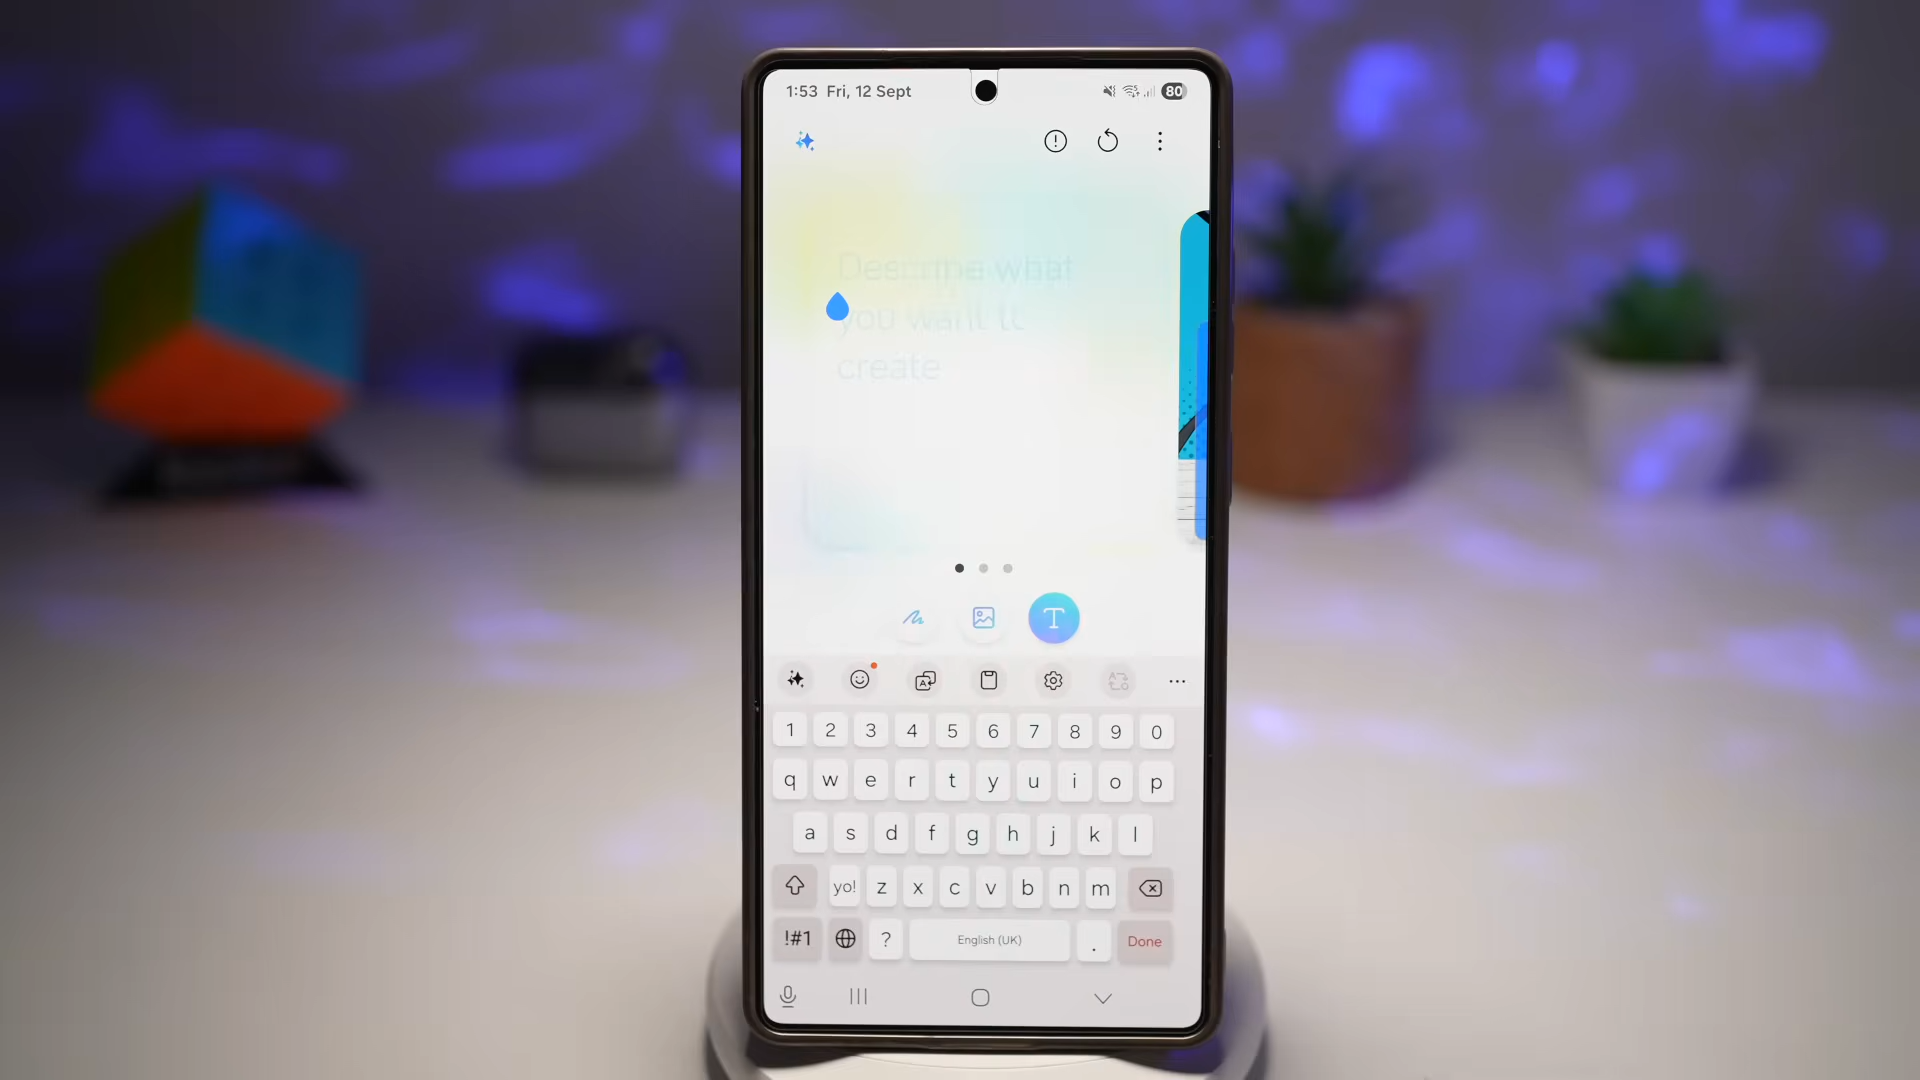 1:53 Fri, 12 Sept
80
Describe what
you want to
create
T
1 2 3 4 5 6 7 8 9 0
q w e r t y u i o p
a s d f g h j k l
yo! z x c v b n m
!#1 ? English (UK) . Done